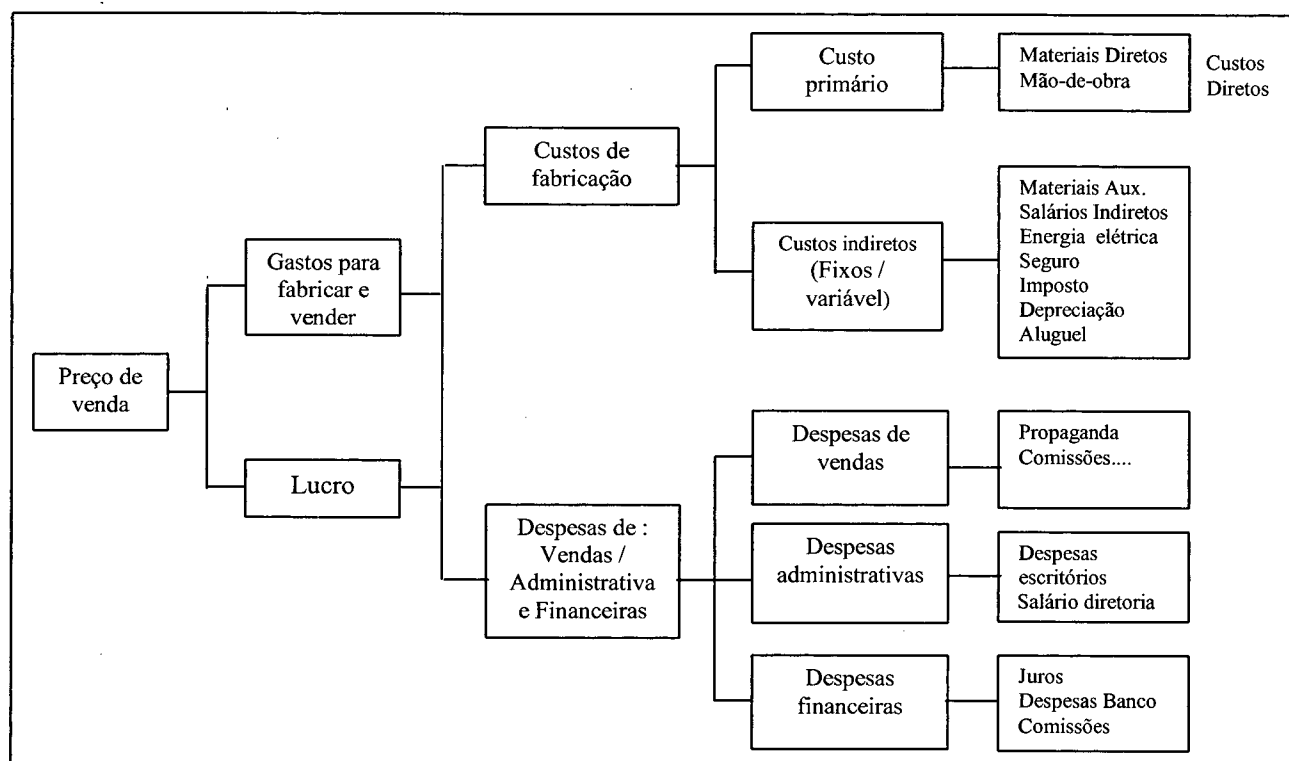 Preço de
venda
Gastos para
fabricar e
vender
Lucro
Custos de
fabricação
Despesas de :
Vendas /
Administrativa
e Financeiras
Custo
primário
Materiais Diretos
Mão-de-obra
Custos
Diretos
Custos indiretos
(Fixos /
variável)
Materiais Aux.
Salários Indiretos
Energia elétrica
Seguro
Imposto
Depreciação
Aluguel
Despesas de
vendas
Propaganda
Comissões....
Despesas
administrativas
Despesas
escritórios
Salário diretoria
Despesas
financeiras
Juros
Despesas Banco
Comissões